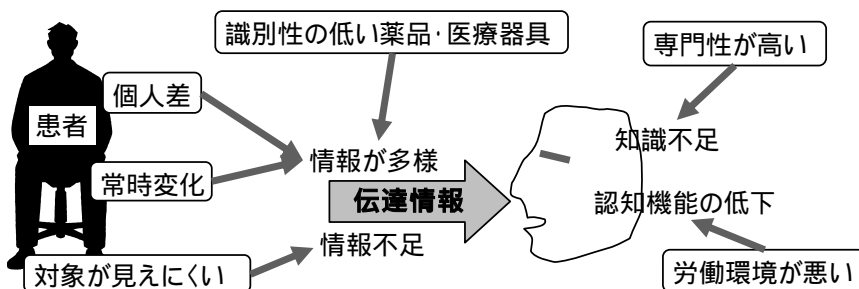 識別性の低い薬品・医療器具
専門性が高い
個人差
患者
知識不足
情報が多様
常時変化
伝達情報
認知機能の低下
情報不足
対象が見えにくい
労働環境が悪い